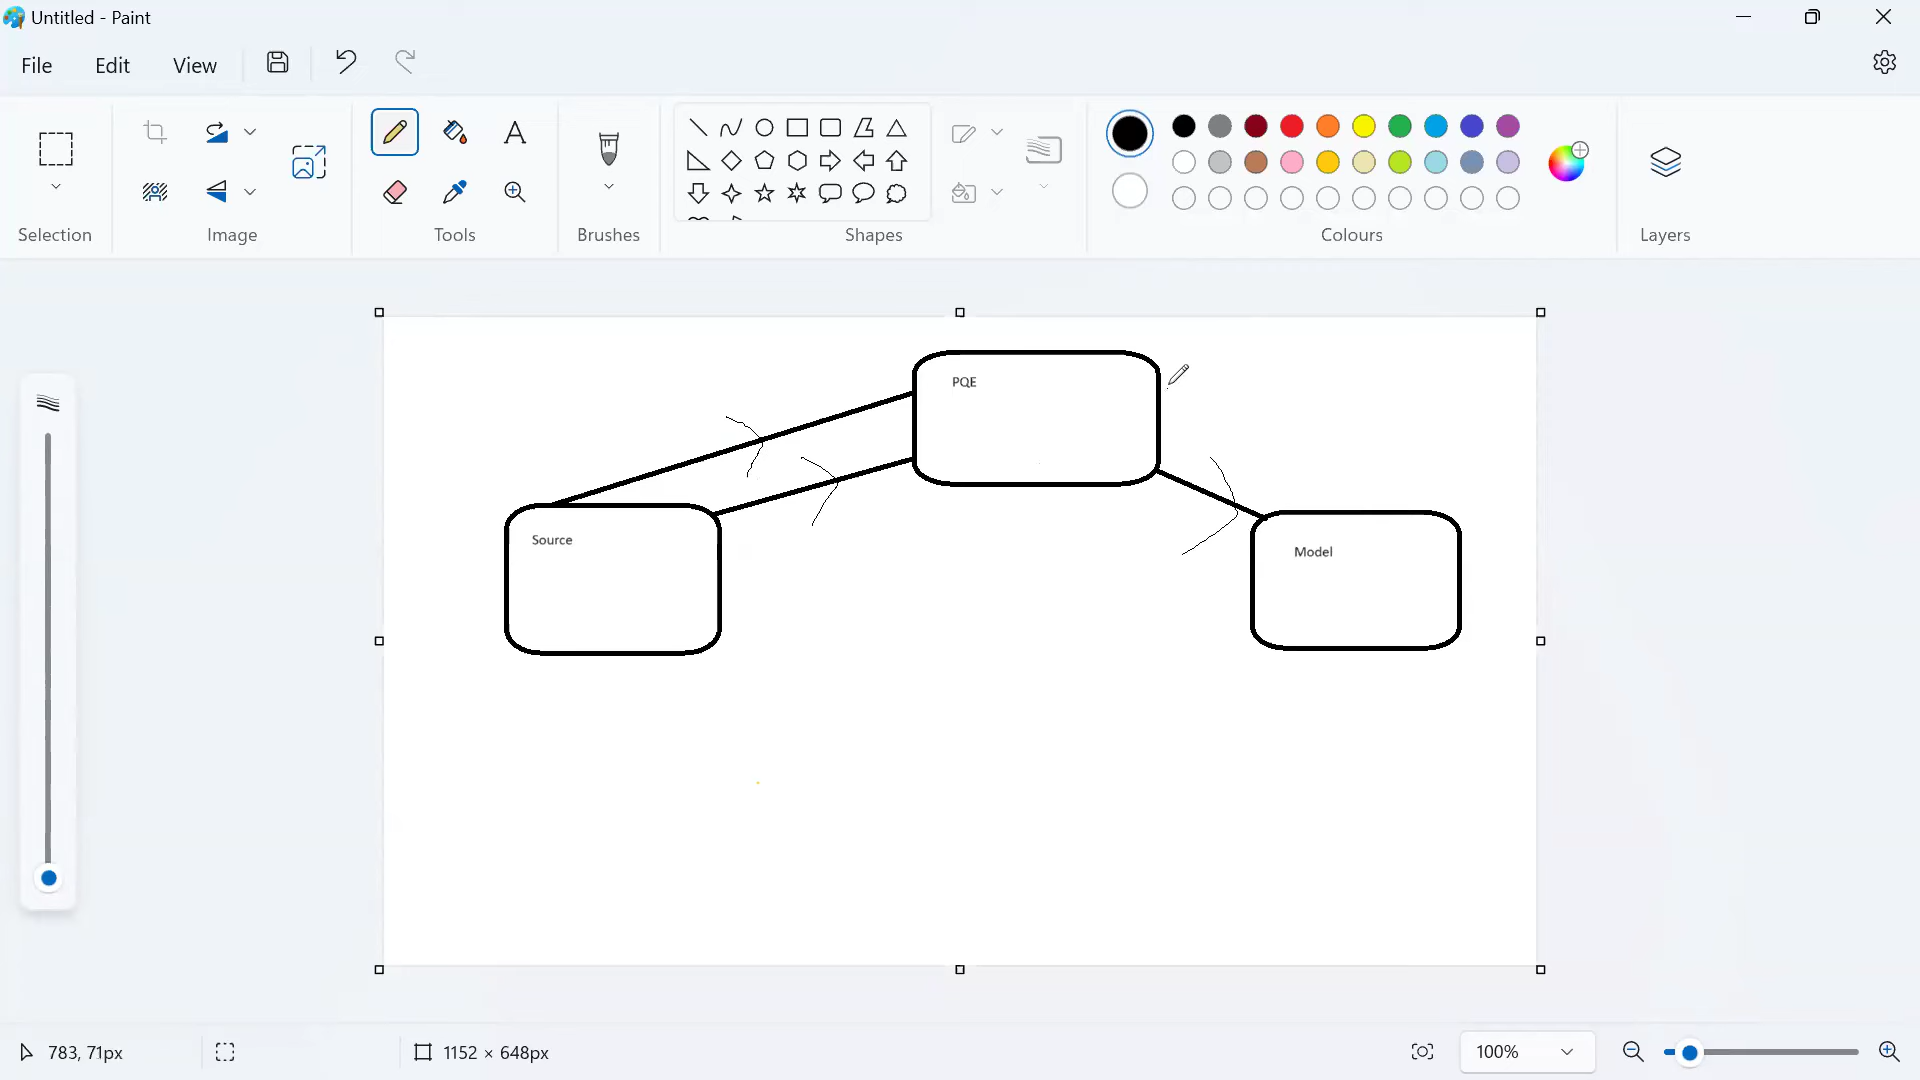 Untitled - Paint
File Edit View
Selection Image Tools Brushes Shapes Colours Layers
PQE
Source
Model
783, 71px
1152 × 648px
100%